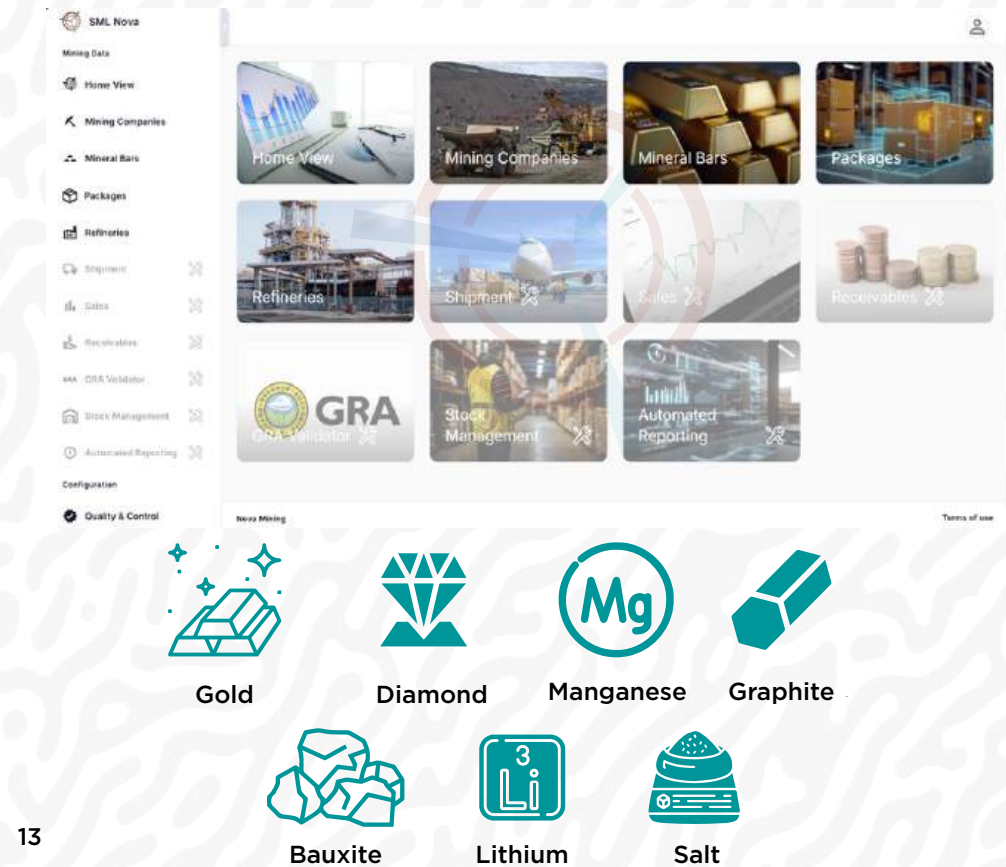 SML Nova
Mining Data
Home View
Mining Companies
Mineral Bars
Packages
Refineries
Shipment
Sales
Receivables
GRA GRA Validator
Stock Management
Automated Reporting
Configuration
Quality & Control
Home View
Mining Companies
Mineral Bars
Packages
Refineries
Shipment
Sales
Receivables
GRA
GRA Validator
Stock
Management
Automated
Reporting
Nova Mining
Terms of use
Mg
Gold
Diamond
Manganese
Graphite
3
Li
Bauxite
Lithium
Salt
13